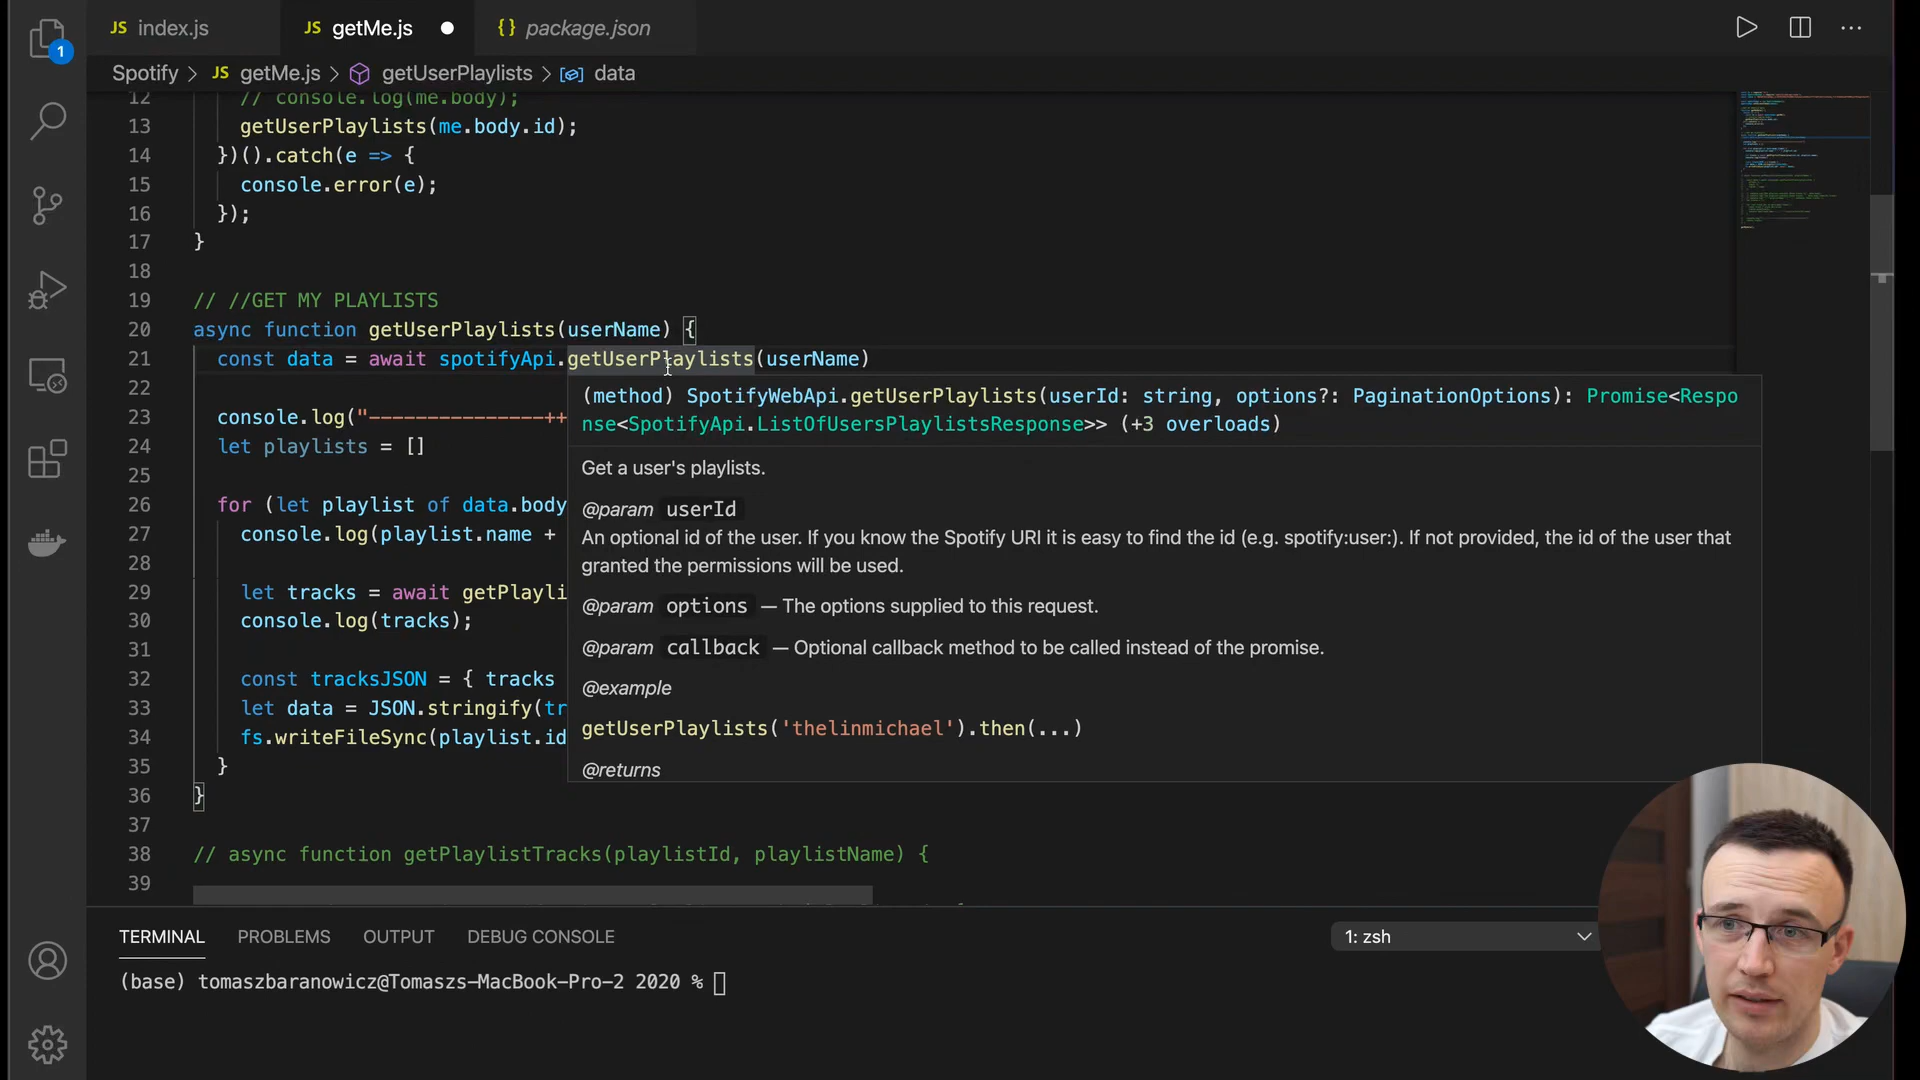 JS index.js
JS getMe.js
{} package.json
1
Spotify > JS getMe.js > getUserPlaylists > data
12 // console.log(me.body);
13 getUserPlaylists(me.body.id);
14 })().catch(e => {
15 console.error(e);
16 });
17 }
18
19 // //GET MY PLAYLISTS
20 async function getUserPlaylists(userName) {
21 const data = await spotifyApi.getUserPlaylists(userName)
22
23 console.log("---------------++
24 let playlists = []
25
26 for (let playlist of data.body
27 console.log(playlist.name +
28
29 let tracks = await getPlayli
30 console.log(tracks);
31
32 const tracksJSON = { tracks
33 let data = JSON.stringify(tr
34 fs.writeFileSync(playlist.id
35 }
36 }
37
38 // async function getPlaylistTracks(playlistId, playlistName) {
39
(method) SpotifyWebApi.getUserPlaylists(userId: string, options?: PaginationOptions): Promise<Respo
nse<SpotifyApi.ListOfUsersPlaylistsResponse>> (+3 overloads)
Get a user's playlists.
@param userId
An optional id of the user. If you know the Spotify URI it is easy to find the id (e.g. spotify:user:). If not provided, the id of the user that
granted the permissions will be used.
@param options — The options supplied to this request.
@param callback — Optional callback method to be called instead of the promise.
@example
getUserPlaylists('thelinmichael').then(...)
@returns
TERMINAL PROBLEMS OUTPUT DEBUG CONSOLE
1: zsh
(base) tomaszbaranowicz@Tomaszs-MacBook-Pro-2 2020 %